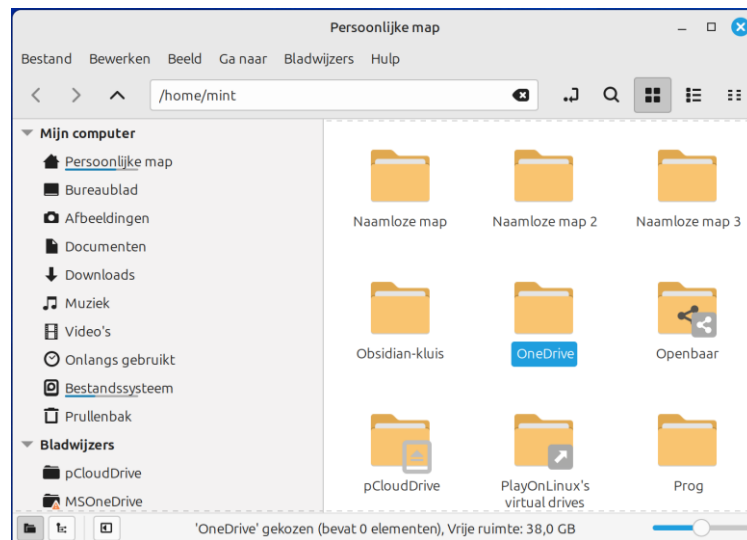 Persoonlijke map
Bestand Bewerken Beeld Ga naar Bladwijzers Hulp
/home/mint
Mijn computer
Persoonlijke map
Bureaublad
Afbeeldingen
Documenten
Downloads
Muziek
Video's
Onlangs gebruikt
Bestandssysteem
Prullenbak
Bladwijzers
pCloudDrive
MSOneDrive
Naamloze map Naamloze map 2 Naamloze map 3
Obsidian-kluis OneDrive Openbaar
pCloudDrive PlayOnLinux's Prog
virtual drives
'OneDrive' gekozen (bevat 0 elementen), Vrije ruimte: 38,0 GB